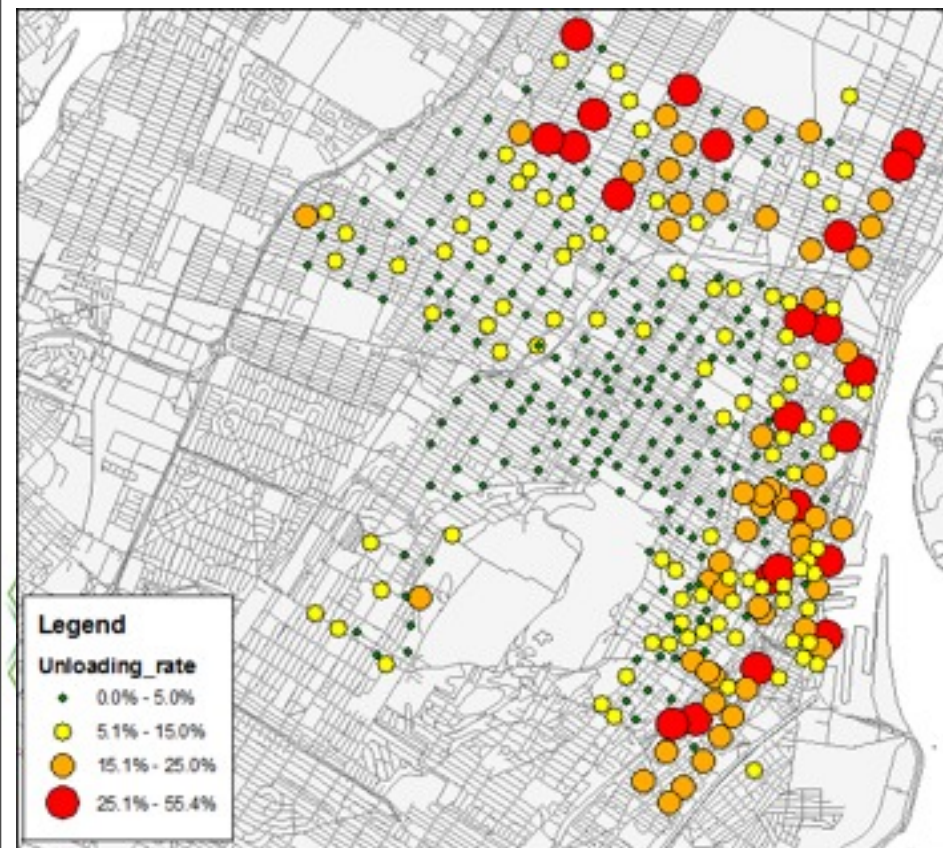 Legend
Unloading_rate
0.0% - 5.0%
5.1% - 15.0%
15.1% - 25.0%
25.1% - 55.4%